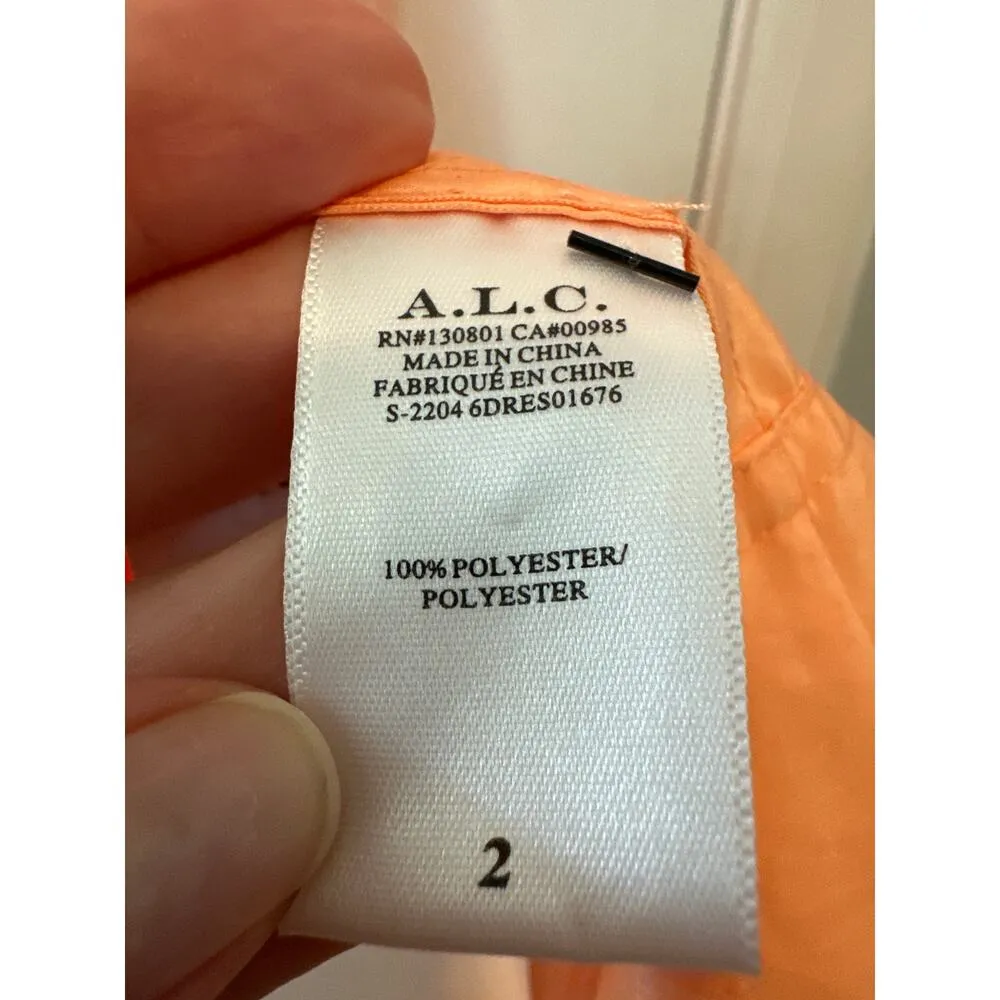 A.L.C.
RN#130801 CA#00985
MADE IN CHINA
FABRIQUÉ EN CHINE
S-2204 6DRES01676
100% POLYESTER/
POLYESTER
2